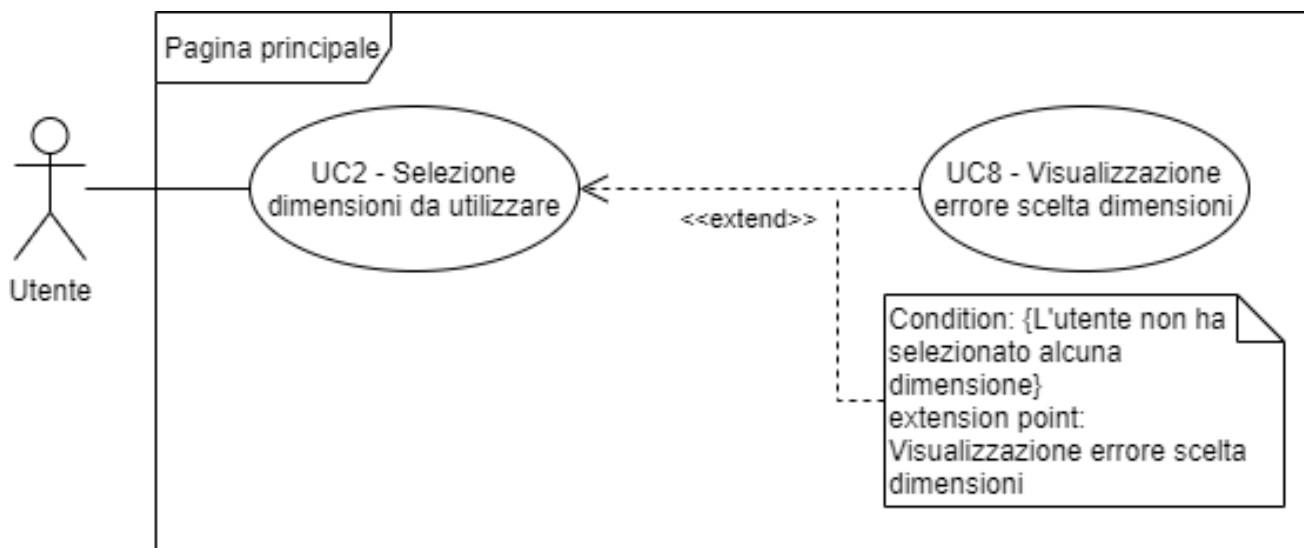 Pagina principale
UC2 - Selezione
dimensioni da utilizzare
UC8 - Visualizzazione
errore scelta dimensioni
<<extend>>
Utente
Condition: {L'utente non ha
selezionato alcuna
dimensione}
extension point:
Visualizzazione errore scelta
dimensioni